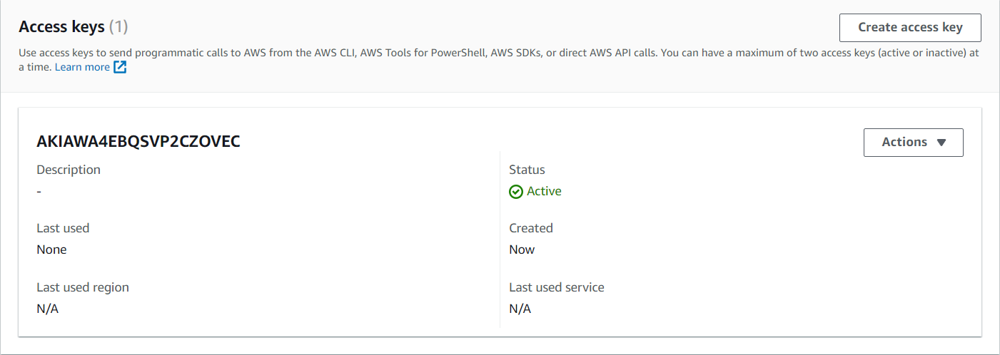 Access keys (1)
Create access key
Use access keys to send programmatic calls to AWS from the AWS CLI, AWS Tools for PowerShell, AWS SDKs, or direct AWS API calls. You can have a maximum of two access keys (active or inactive) at
a time. Learn more
AKIAWA4EBQSVP2CZOVEC
Actions
Description
-
Status
Active
Last used
None
Created
Now
Last used region
N/A
Last used service
N/A